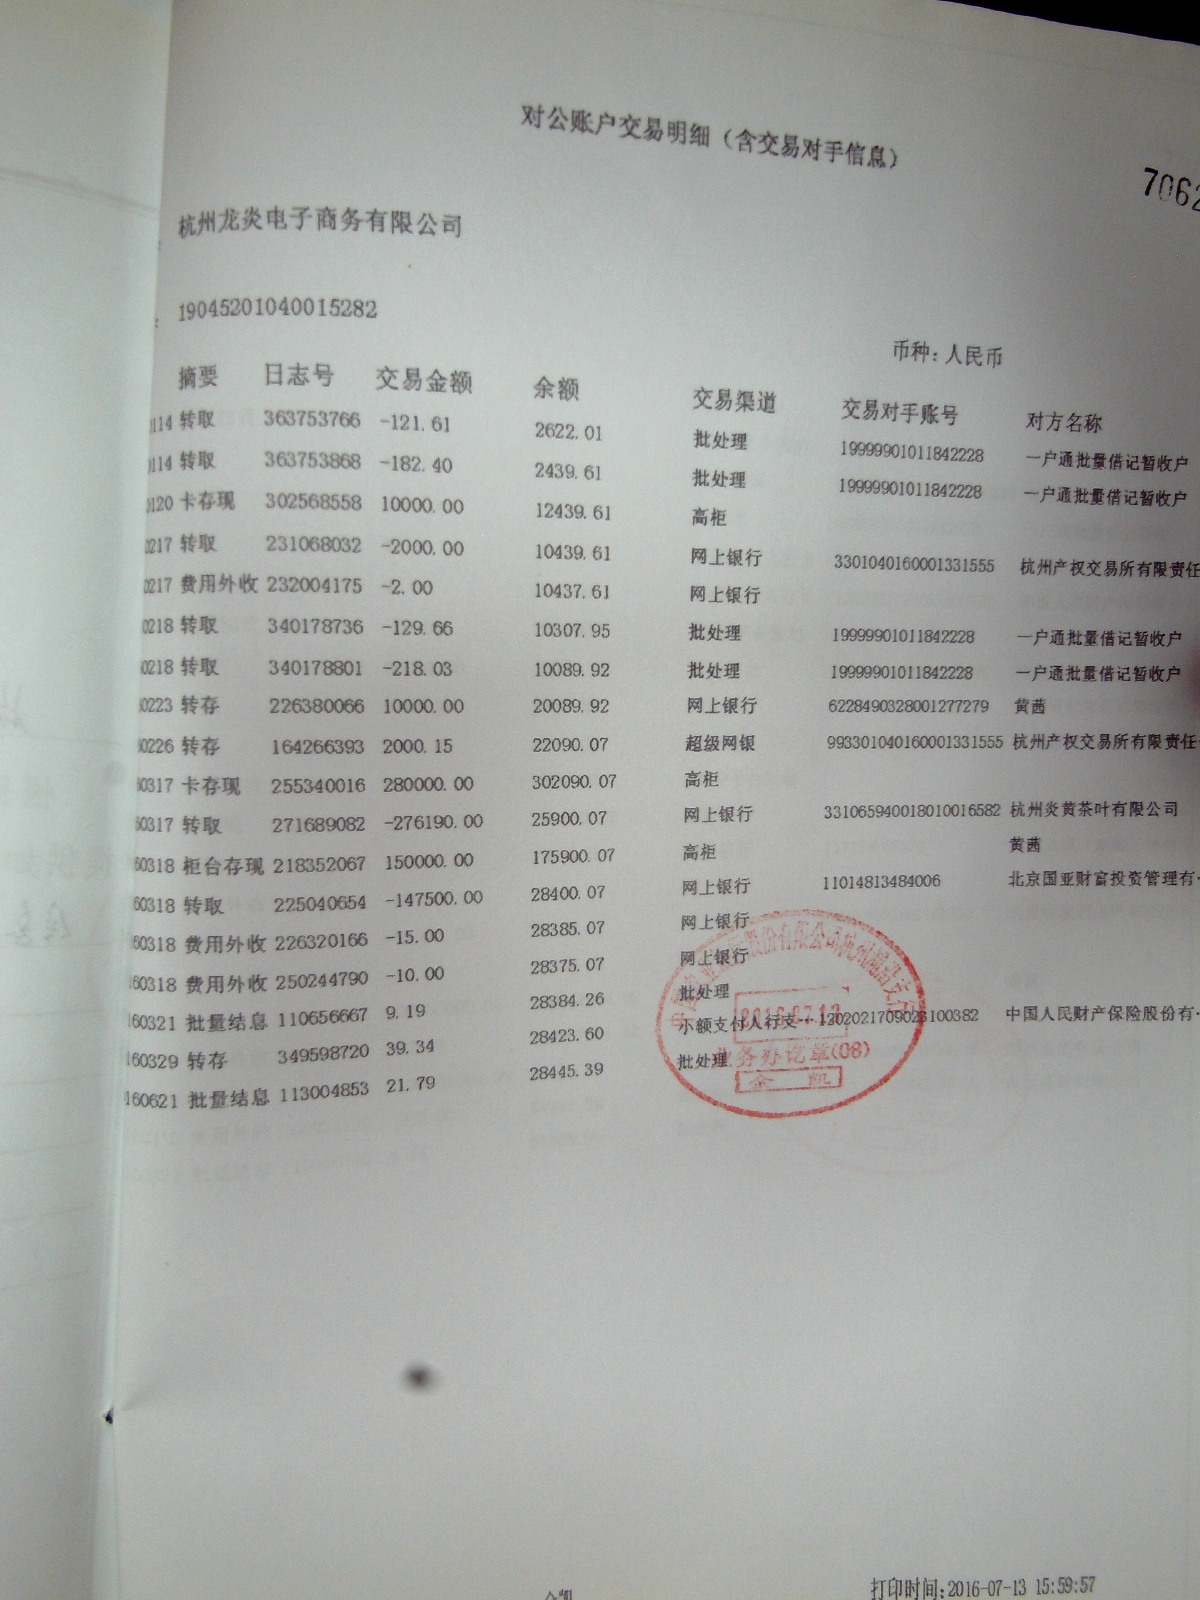 对公账户交易明细（含交易对手信息）
7062
杭州龙炎电子商务有限公司
19045201040015282
币种：人民币
摘要 日志号 交易金额 余额 交易渠道 交易对手账号 对方名称
0114 转取 363753766 -121.61 2622.01 批处理 19999901011842228 一户通批量借记暂收户
0114 转取 363753868 -182.40 2439.61 批处理 19999901011842228 一户通批量借记暂收户
0120 卡存现 302568558 10000.00 12439.61 高柜
0217 转取 231068032 -2000.00 10439.61 网上银行 3301040160001331555 杭州产权交易所有限责任
0217 费用外收 232004175 -2.00 10437.61 网上银行
0218 转取 340178736 -129.66 10307.95 批处理 19999901011842228 一户通批量借记暂收户
0218 转取 340178801 -218.03 10089.92 批处理 19999901011842228 一户通批量借记暂收户
0223 转存 226380066 10000.00 20089.92 网上银行 6228490328001277279 黄茜
0226 转存 164266393 2000.15 22090.07 超级网银 993301040160001331555 杭州产权交易所有限责任
60317 卡存现 255340016 280000.00 302090.07 高柜
60317 转取 271689082 -276190.00 25900.07 网上银行 331065940018010016582 杭州炎黄茶叶有限公司
60318 柜台存现 218352067 150000.00 175900.07 高柜 黄茜
60318 转取 225040654 -147500.00 28400.07 网上银行 11014813484006 北京国亚财富投资管理有…
60318 费用外收 226320166 -15.00 28385.07 网上银行
160318 费用外收 250244790 -10.00 28375.07 网上银行
160321 批量结息 110656667 9.19 28384.26 批处理
160329 转存 349598720 39.34 28423.60 小额支付人行支… 1202021709023100382 中国人民财产保险股份有…
160621 批量结息 113004853 21.79 28445.39 批处理
股份有限公司杭州
2016.07.13
业务办讫章(08)
金 凯
打印时间:2016-07-13 15:59:57